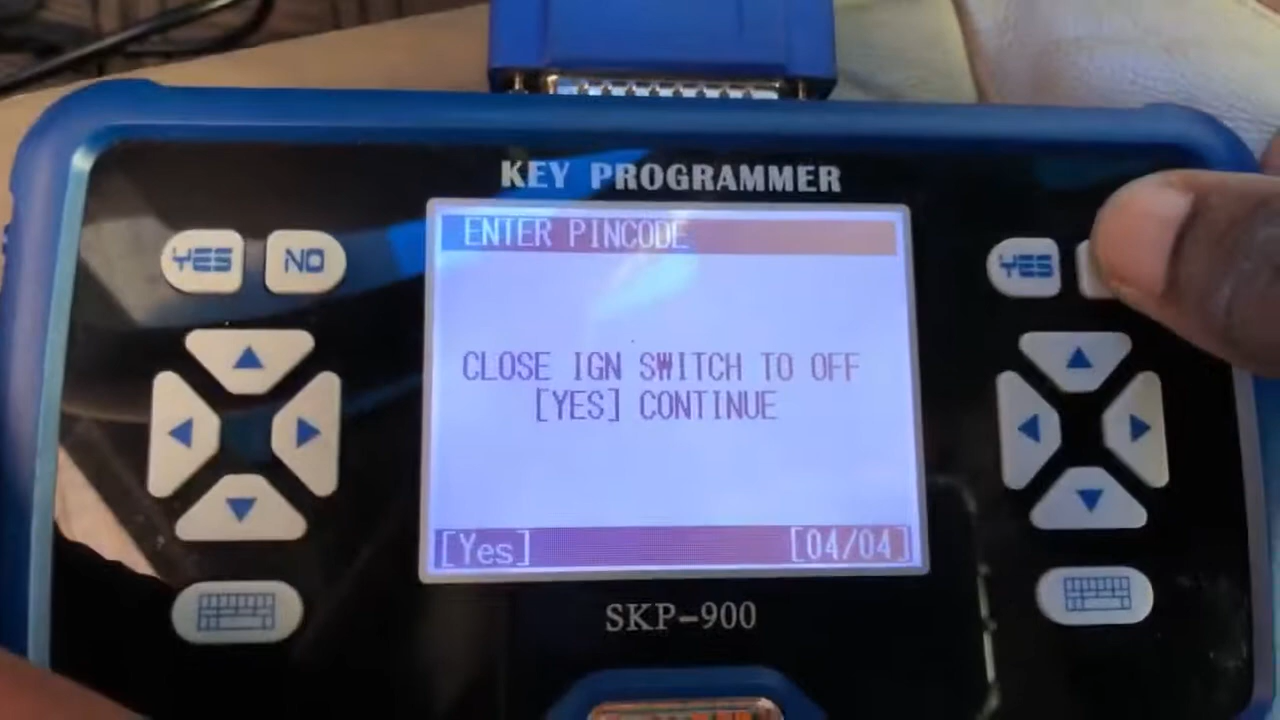 KEY PROGRAMMER
ENTER PINCODE
YES NO
YES
CLOSE IGN SWITCH TO OFF
[YES] CONTINUE
[Yes] [04/04]
SKP-900